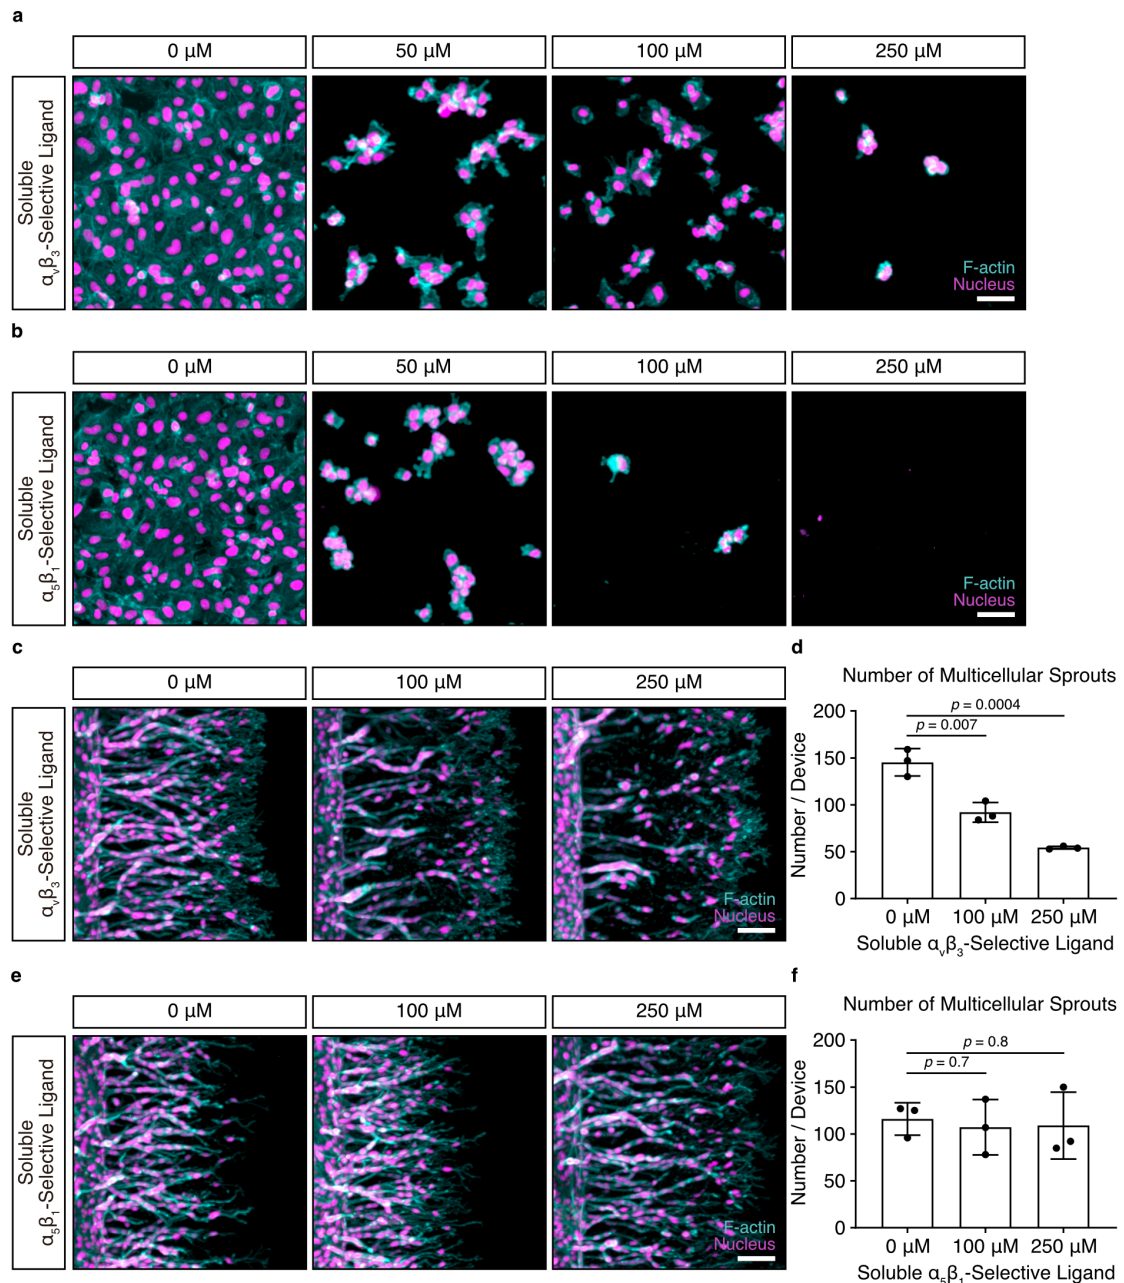 a
0 µM
50 µM
100 µM
250 µM
Soluble
αvβ3-Selective Ligand
F-actin
Nucleus
b
0 µM
50 µM
100 µM
250 µM
Soluble
α5β1-Selective Ligand
F-actin
Nucleus
c
0 µM
100 µM
250 µM
Soluble
αvβ3-Selective Ligand
F-actin
Nucleus
d
Number of Multicellular Sprouts
p = 0.0004
p = 0.007
Number / Device
200
150
100
50
0
0 µM
100 µM
250 µM
Soluble αvβ3-Selective Ligand
e
0 µM
100 µM
250 µM
Soluble
α5β1-Selective Ligand
F-actin
Nucleus
f
Number of Multicellular Sprouts
p = 0.8
p = 0.7
Number / Device
200
150
100
50
0
0 µM
100 µM
250 µM
Soluble α5β1-Selective Ligand